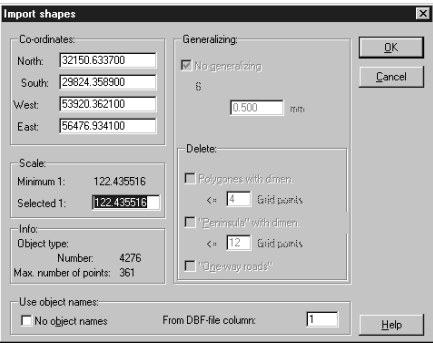 Import shapes
Co-ordinates:
North: 32150.633700
South: 29824.358900
West: 53920.362100
East: 56476.934100
Scale:
Minimum 1: 122.435516
Selected 1: 122.435516
Info:
Object type:
Number: 4276
Max. number of points: 361
Generalizing:
No generalizing
6
0.500 mm
Delete:
Polygones with dimen.
<= 4 Grid points
"Peninsula" with dimen.
<= 12 Grid points
"One-way roads"
OK
Cancel
Use object names:
No object names From DBF-file column: 1
Help